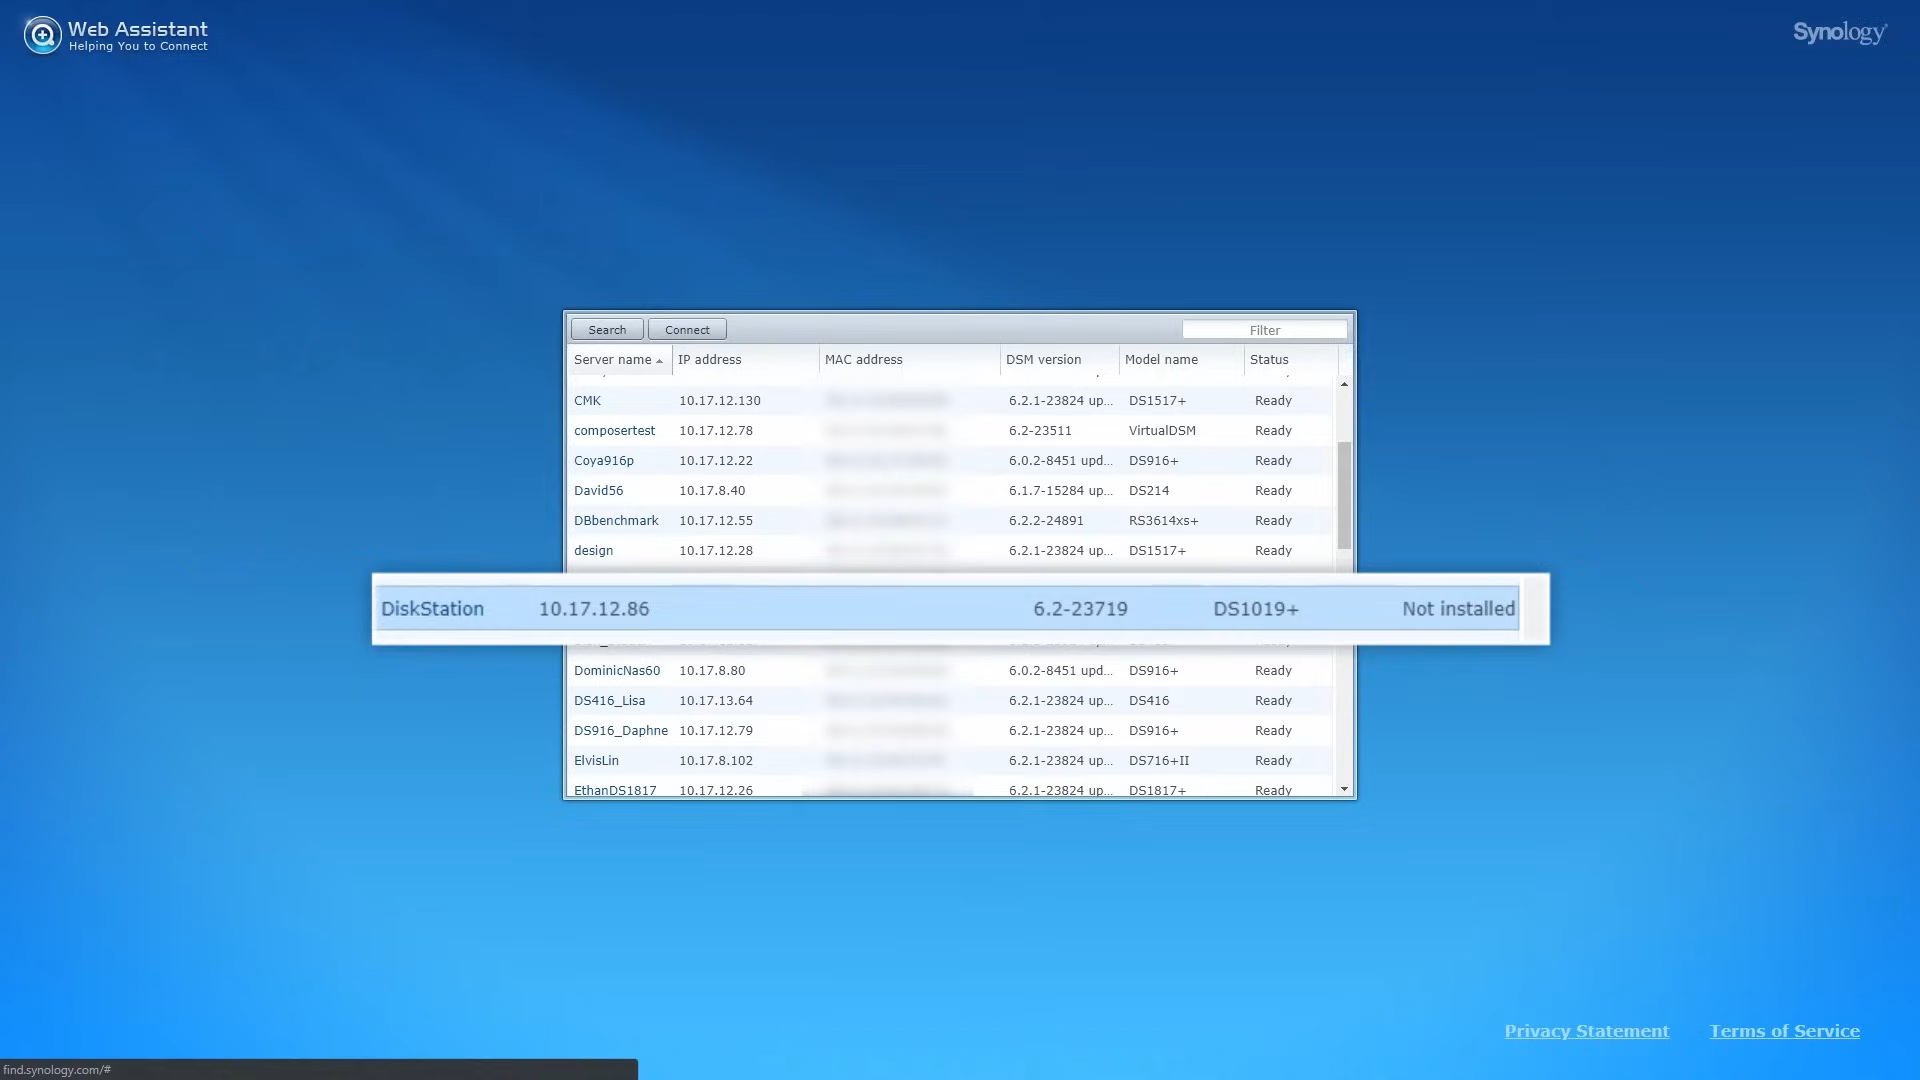 Web Assistant
Helping You to Connect
Synology
Search Connect Filter
Server name IP address MAC address DSM version Model name Status
CMK 10.17.12.130 6.2.1-23824 up... DS1517+ Ready
composertest 10.17.12.78 6.2-23511 VirtualDSM Ready
Coya916p 10.17.12.22 6.0.2-8451 upd... DS916+ Ready
David56 10.17.8.40 6.1.7-15284 up... DS214 Ready
DBbenchmark 10.17.12.55 6.2.2-24891 RS3614xs+ Ready
design 10.17.12.28 6.2.1-23824 up... DS1517+ Ready
DiskStation 10.17.12.86 6.2-23719 DS1019+ Not installed
DominicNas60 10.17.8.80 6.0.2-8451 upd... DS916+ Ready
DS416_Lisa 10.17.13.64 6.2.1-23824 up... DS416 Ready
DS916_Daphne 10.17.12.79 6.2.1-23824 up... DS916+ Ready
ElvisLin 10.17.8.102 6.2.1-23824 up... DS716+II Ready
EthanDS1817 10.17.12.26 6.2.1-23824 up... DS1817+ Ready
Privacy Statement Terms of Service
find.synology.com/#